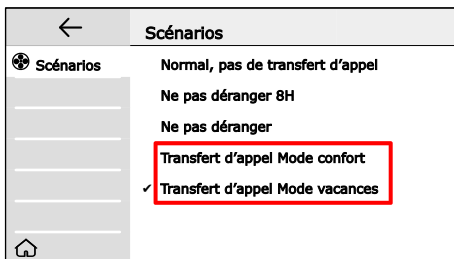 Scénarios
Scénarios
Normal, pas de transfert d'appel
Ne pas déranger 8H
Ne pas déranger
Transfert d'appel Mode confort
✓ Transfert d'appel Mode vacances